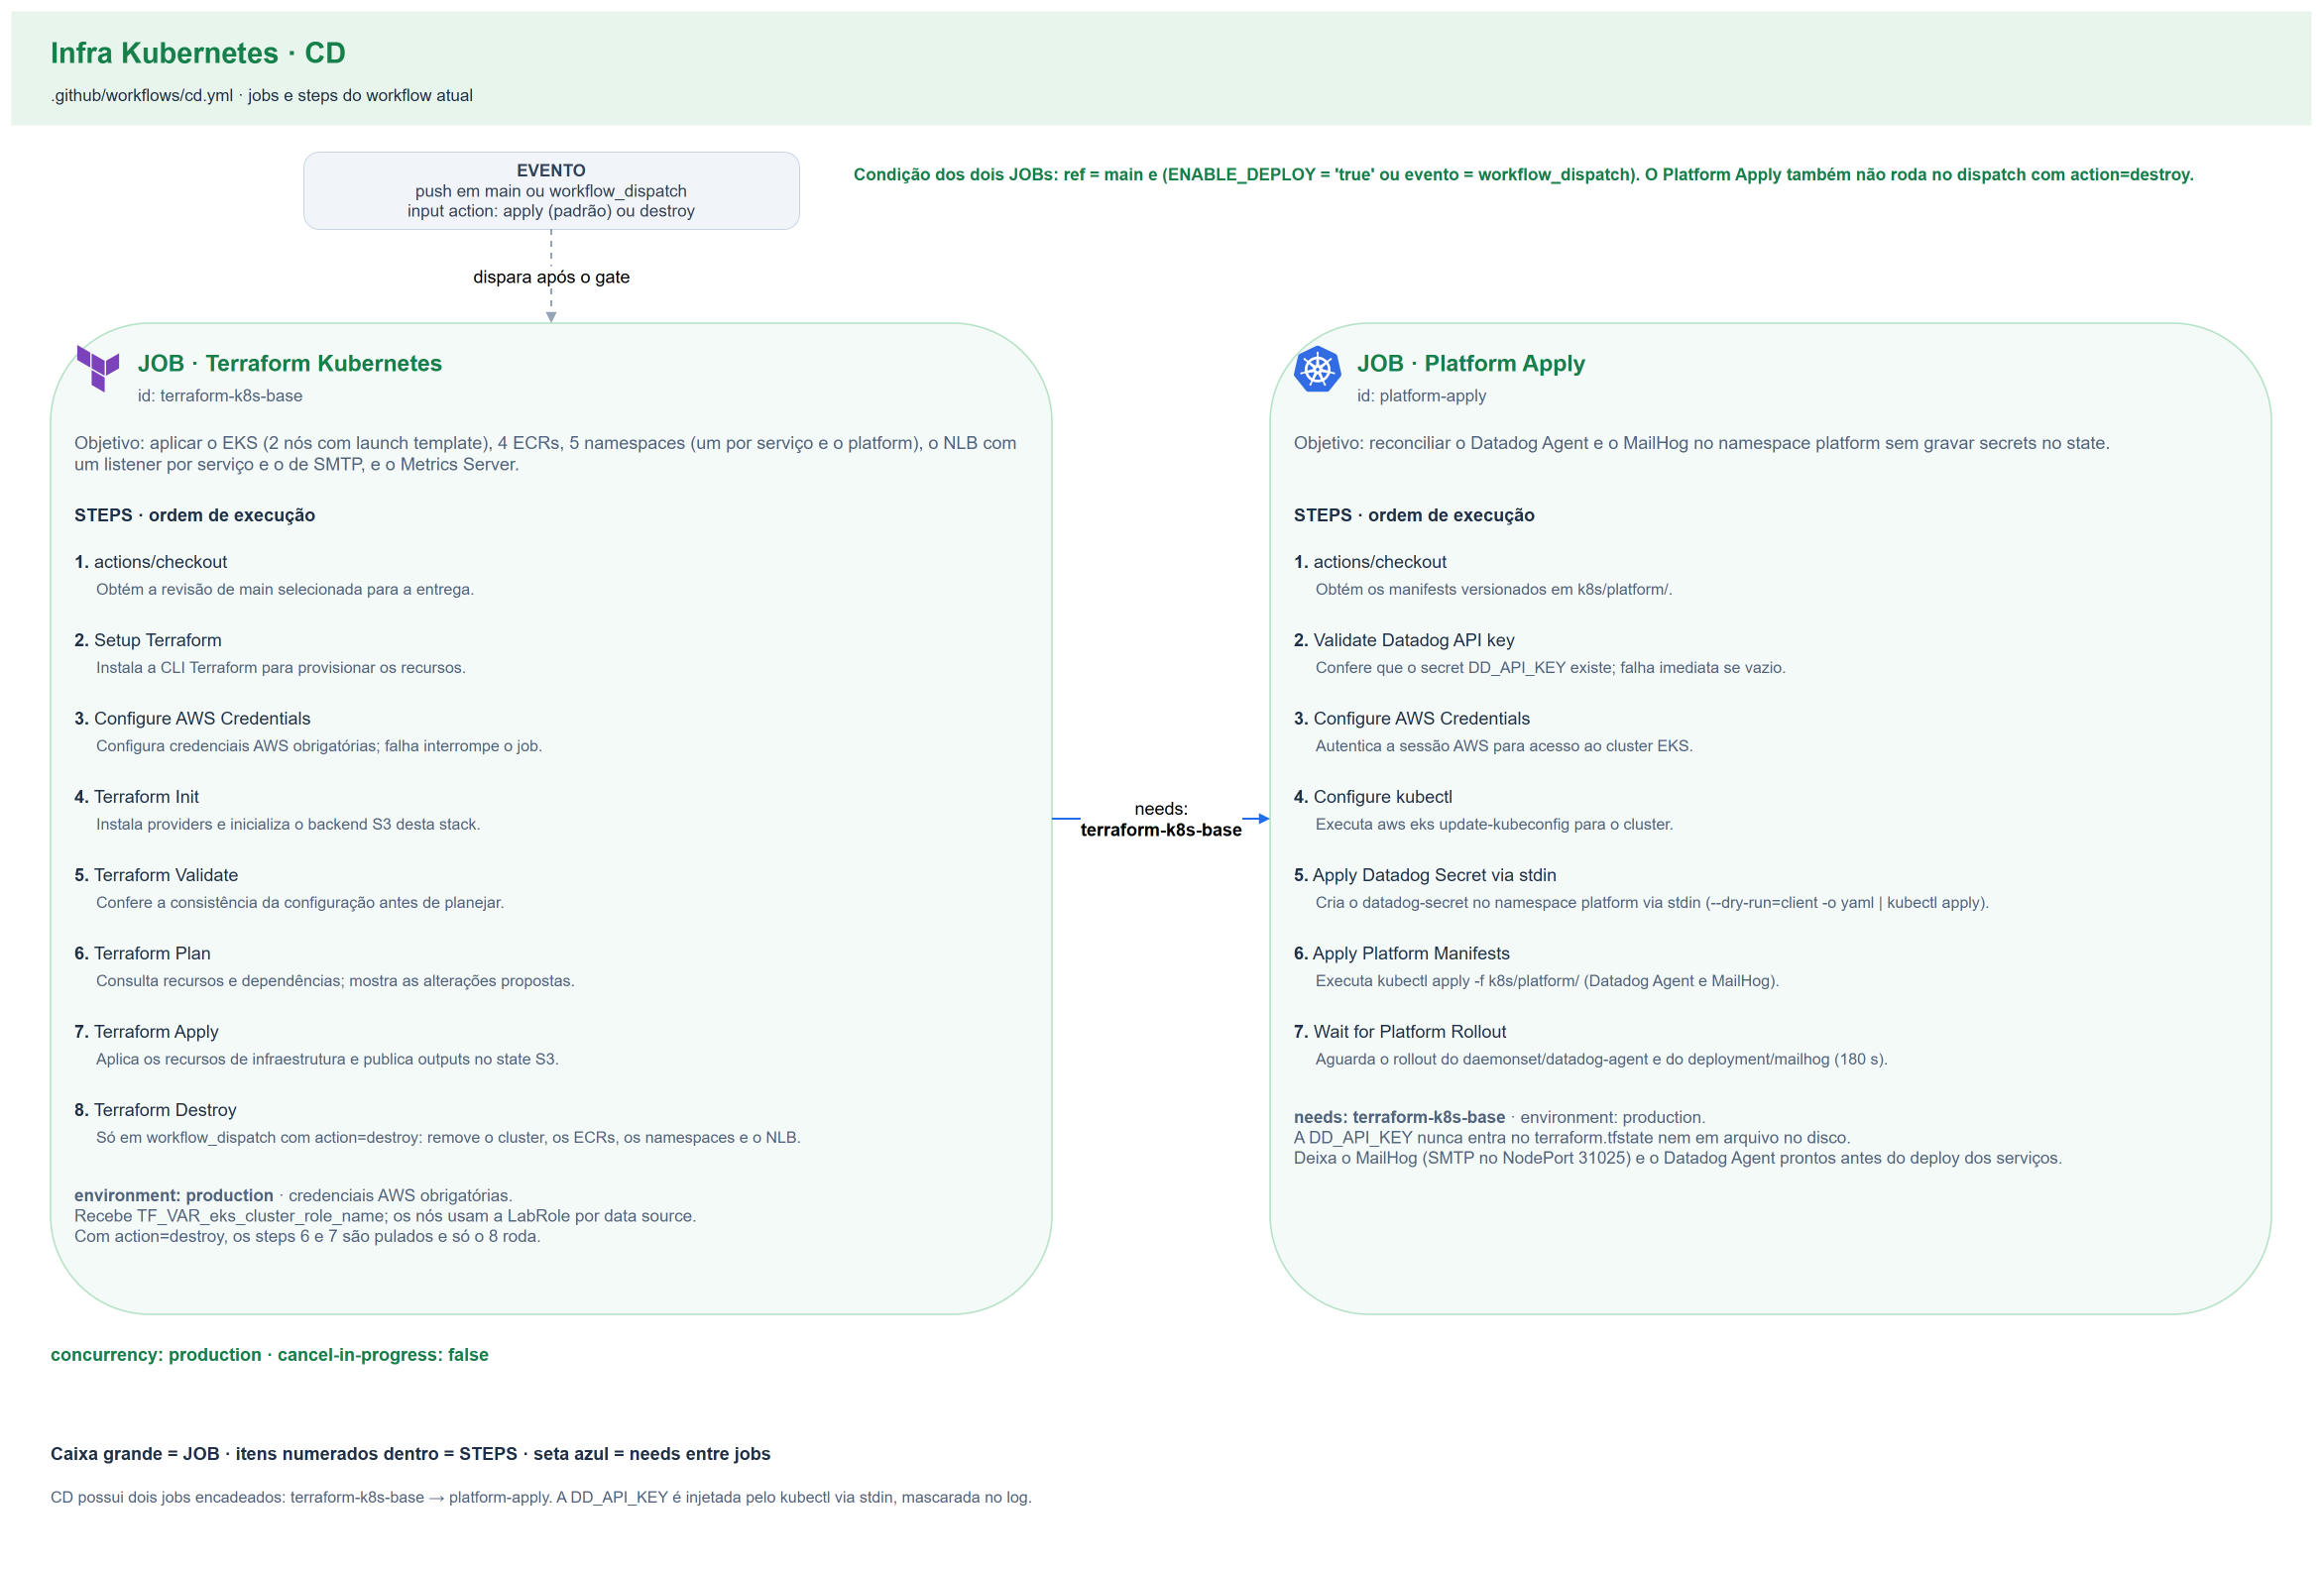 Infra Kubernetes · CD
.github/workflows/cd.yml · jobs e steps do workflow atual
EVENTO
push em main ou workflow_dispatch
input action: apply (padrão) ou destroy
Condição dos dois JOBs: ref = main e (ENABLE_DEPLOY = 'true' ou evento = workflow_dispatch). O Platform Apply também não roda no dispatch com action=destroy.
dispara após o gate
JOB · Terraform Kubernetes
id: terraform-k8s-base
Objetivo: aplicar o EKS (2 nós com launch template), 4 ECRs, 5 namespaces (um por serviço e o platform), o NLB com
um listener por serviço e o de SMTP, e o Metrics Server.
STEPS · ordem de execução
1. actions/checkout
Obtém a revisão de main selecionada para a entrega.
2. Setup Terraform
Instala a CLI Terraform para provisionar os recursos.
3. Configure AWS Credentials
Configura credenciais AWS obrigatórias; falha interrompe o job.
4. Terraform Init
Instala providers e inicializa o backend S3 desta stack.
5. Terraform Validate
Confere a consistência da configuração antes de planejar.
6. Terraform Plan
Consulta recursos e dependências; mostra as alterações propostas.
7. Terraform Apply
Aplica os recursos de infraestrutura e publica outputs no state S3.
8. Terraform Destroy
Só em workflow_dispatch com action=destroy: remove o cluster, os ECRs, os namespaces e o NLB.
environment: production · credenciais AWS obrigatórias.
Recebe TF_VAR_eks_cluster_role_name; os nós usam a LabRole por data source.
Com action=destroy, os steps 6 e 7 são pulados e só o 8 roda.
needs:
terraform-k8s-base
JOB · Platform Apply
id: platform-apply
Objetivo: reconciliar o Datadog Agent e o MailHog no namespace platform sem gravar secrets no state.
STEPS · ordem de execução
1. actions/checkout
Obtém os manifests versionados em k8s/platform/.
2. Validate Datadog API key
Confere que o secret DD_API_KEY existe; falha imediata se vazio.
3. Configure AWS Credentials
Autentica a sessão AWS para acesso ao cluster EKS.
4. Configure kubectl
Executa aws eks update-kubeconfig para o cluster.
5. Apply Datadog Secret via stdin
Cria o datadog-secret no namespace platform via stdin (--dry-run=client -o yaml | kubectl apply).
6. Apply Platform Manifests
Executa kubectl apply -f k8s/platform/ (Datadog Agent e MailHog).
7. Wait for Platform Rollout
Aguarda o rollout do daemonset/datadog-agent e do deployment/mailhog (180 s).
needs: terraform-k8s-base · environment: production.
A DD_API_KEY nunca entra no terraform.tfstate nem em arquivo no disco.
Deixa o MailHog (SMTP no NodePort 31025) e o Datadog Agent prontos antes do deploy dos serviços.
concurrency: production · cancel-in-progress: false
Caixa grande = JOB · itens numerados dentro = STEPS · seta azul = needs entre jobs
CD possui dois jobs encadeados: terraform-k8s-base → platform-apply. A DD_API_KEY é injetada pelo kubectl via stdin, mascarada no log.